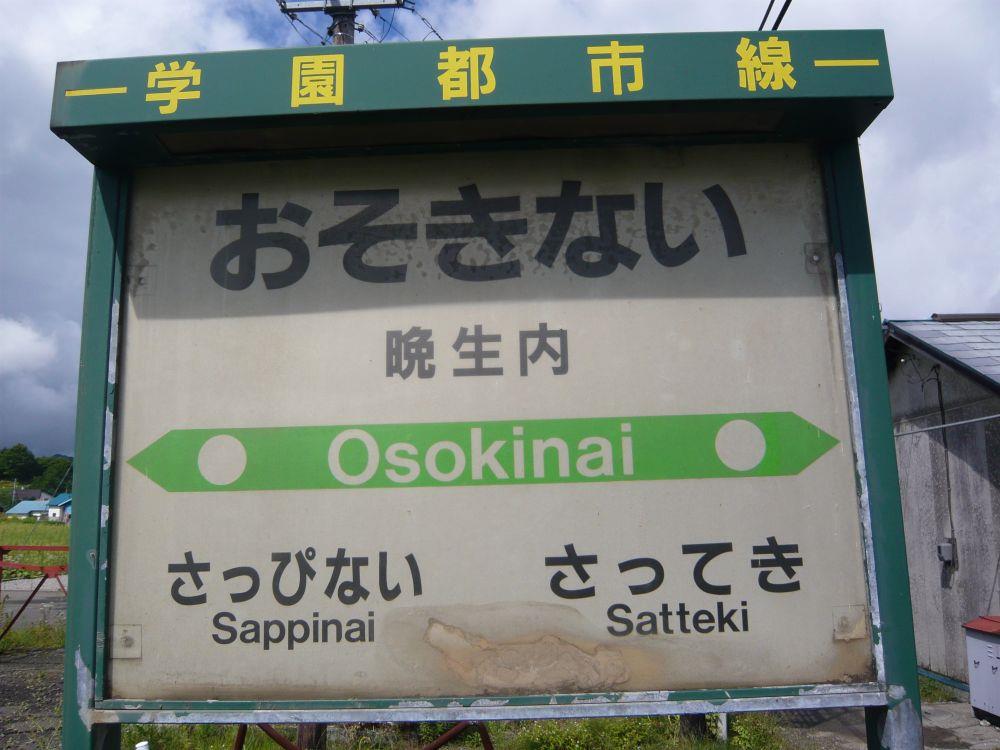 学園都市線
おそきない
晩生内
Osokinai
さっぴない さってき
Sappinai Satteki